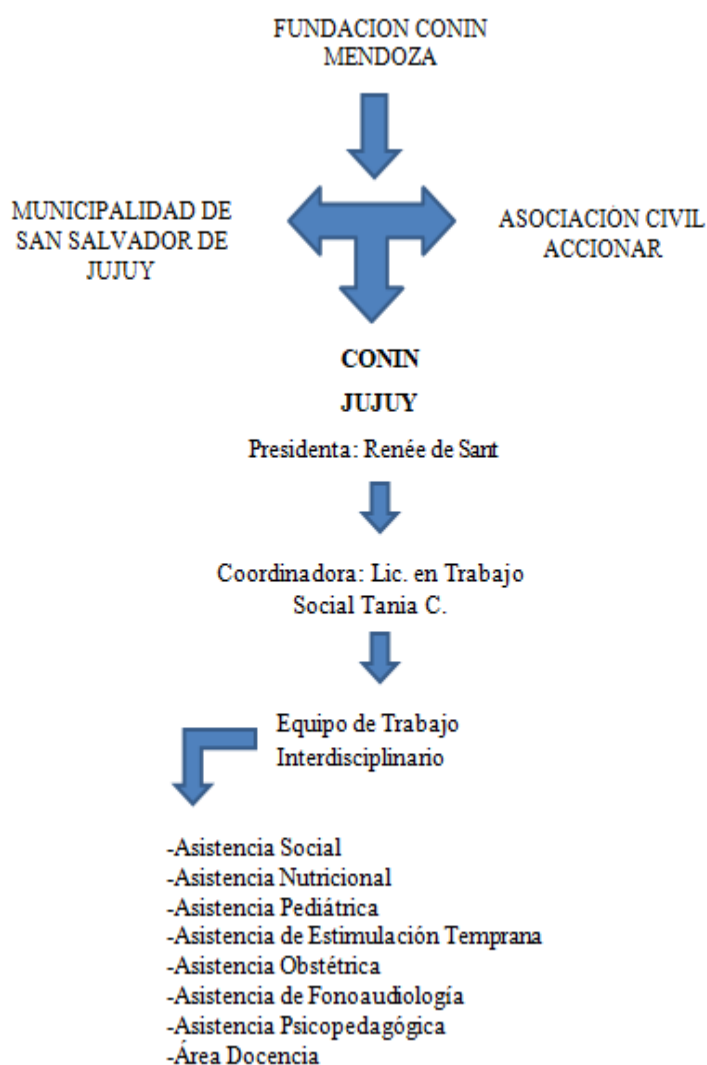 FUNDACION CONIN
MENDOZA
MUNICIPALIDAD DE
SAN SALVADOR DE
JUJUY
ASOCIACIÓN CIVIL
ACCIONAR
CONIN
JUJUY
Presidenta: Renée de Sant
Coordinadora: Lic. en Trabajo
Social Tania C.
Equipo de Trabajo
Interdisciplinario
-Asistencia Social
-Asistencia Nutricional
-Asistencia Pediátrica
-Asistencia de Estimulación Temprana
-Asistencia Obstétrica
-Asistencia de Fonoaudiología
-Asistencia Psicopedagógica
-Área Docencia